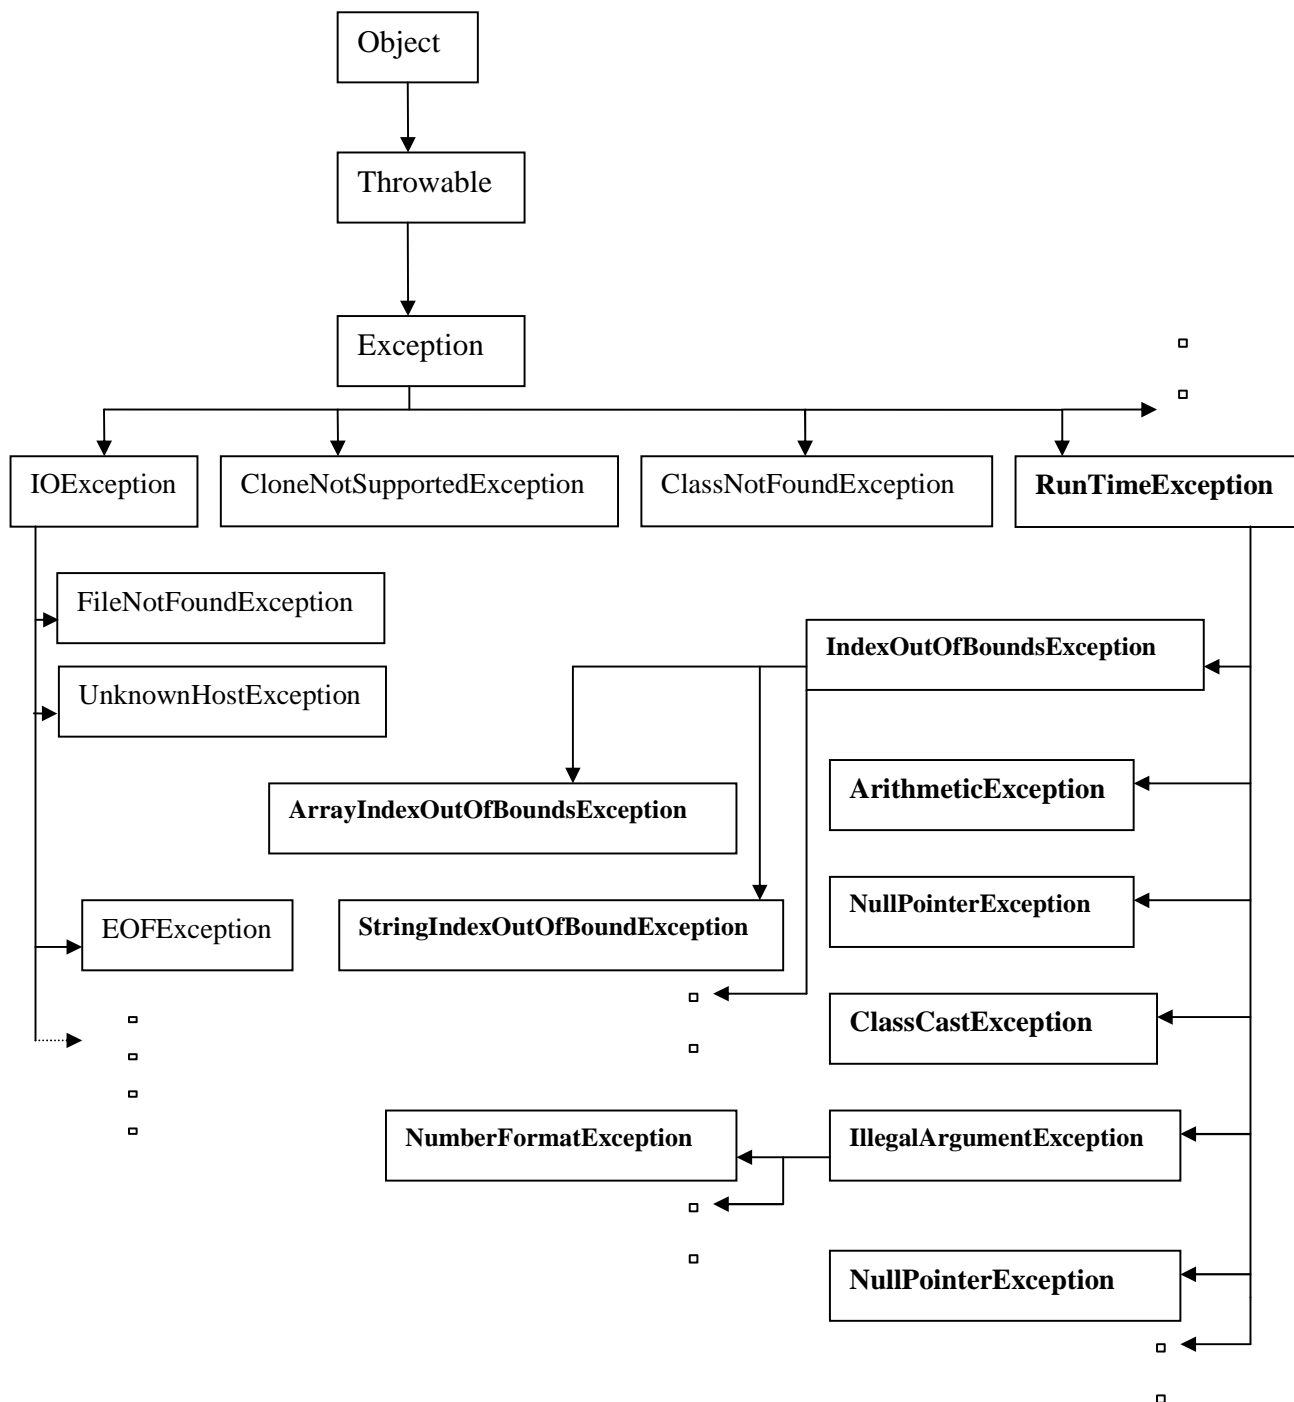 Object
Throwable
Exception
IOException
CloneNotSupportedException
ClassNotFoundException
RunTimeException
FileNotFoundException
IndexOutOfBoundsException
UnknownHostException
ArrayIndexOutOfBoundsException
ArithmeticException
NullPointerException
EOFException
StringIndexOutOfBoundException
ClassCastException
NumberFormatException
IllegalArgumentException
NullPointerException